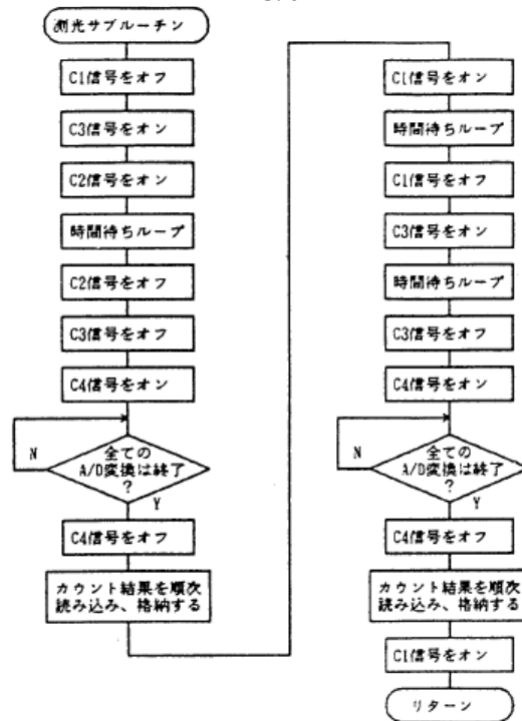 測光サブルーチン
C1信号をオフ
C3信号をオン
C2信号をオン
時間待ちループ
C2信号をオフ
C3信号をオフ
C4信号をオン
N
全ての
A/D変換は終了
?
Y
C4信号をオフ
カウント結果を順次
読み込み、格納する
C1信号をオン
時間待ちループ
C1信号をオフ
C3信号をオン
時間待ちループ
C3信号をオフ
C4信号をオン
N
全ての
A/D変換は終了
?
Y
C4信号をオフ
カウント結果を順次
読み込み、格納する
C1信号をオン
リターン